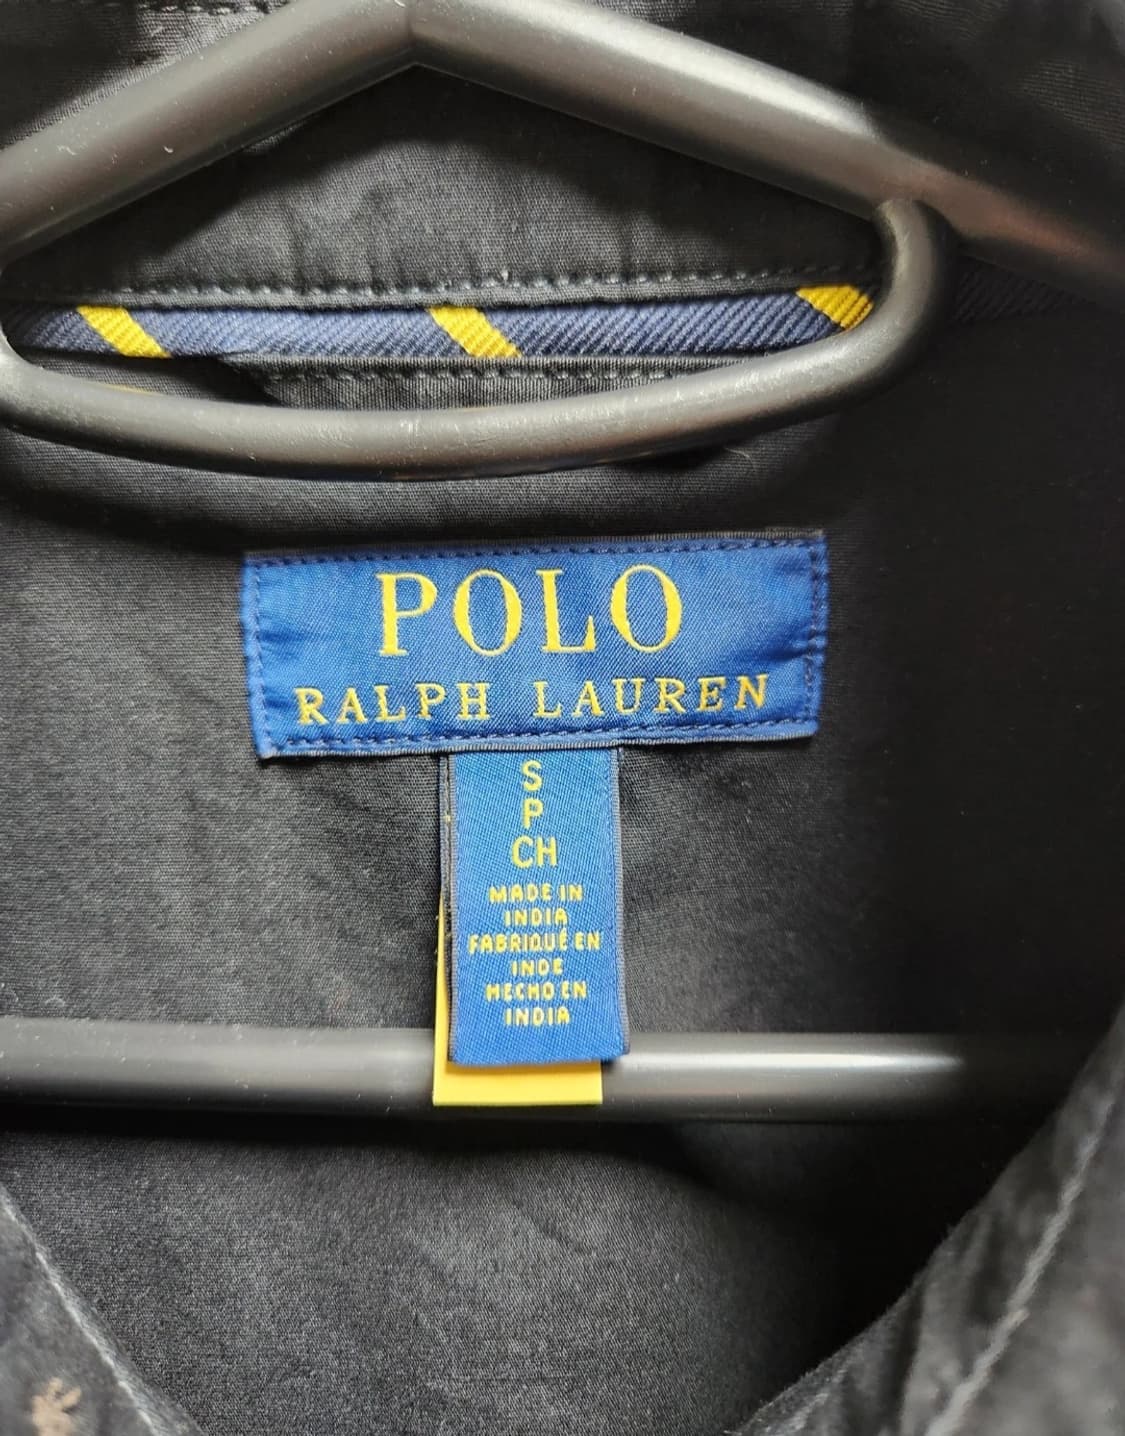 POLO
RALPH LAUREN
S
P
CH
MADE IN
INDIA
FABRIQUÉ EN
INDE
HECHO EN
INDIA